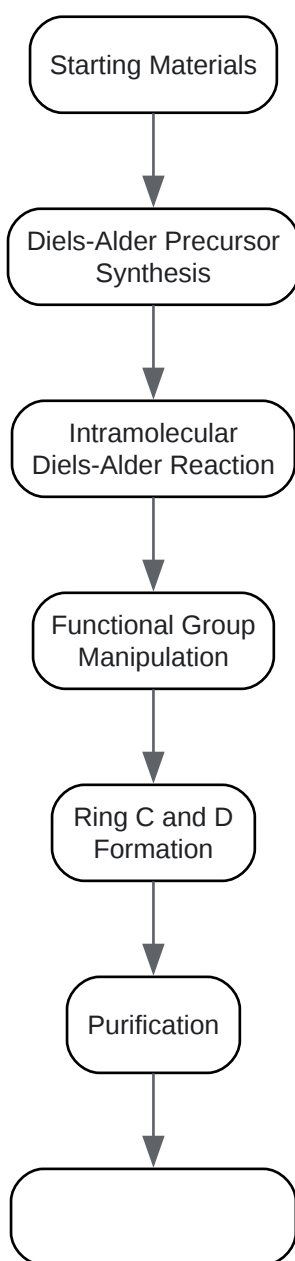 Starting Materials
Diels-Alder Precursor
Synthesis
Intramolecular
Diels-Alder Reaction
Functional Group
Manipulation
Ring C and D
Formation
Purification